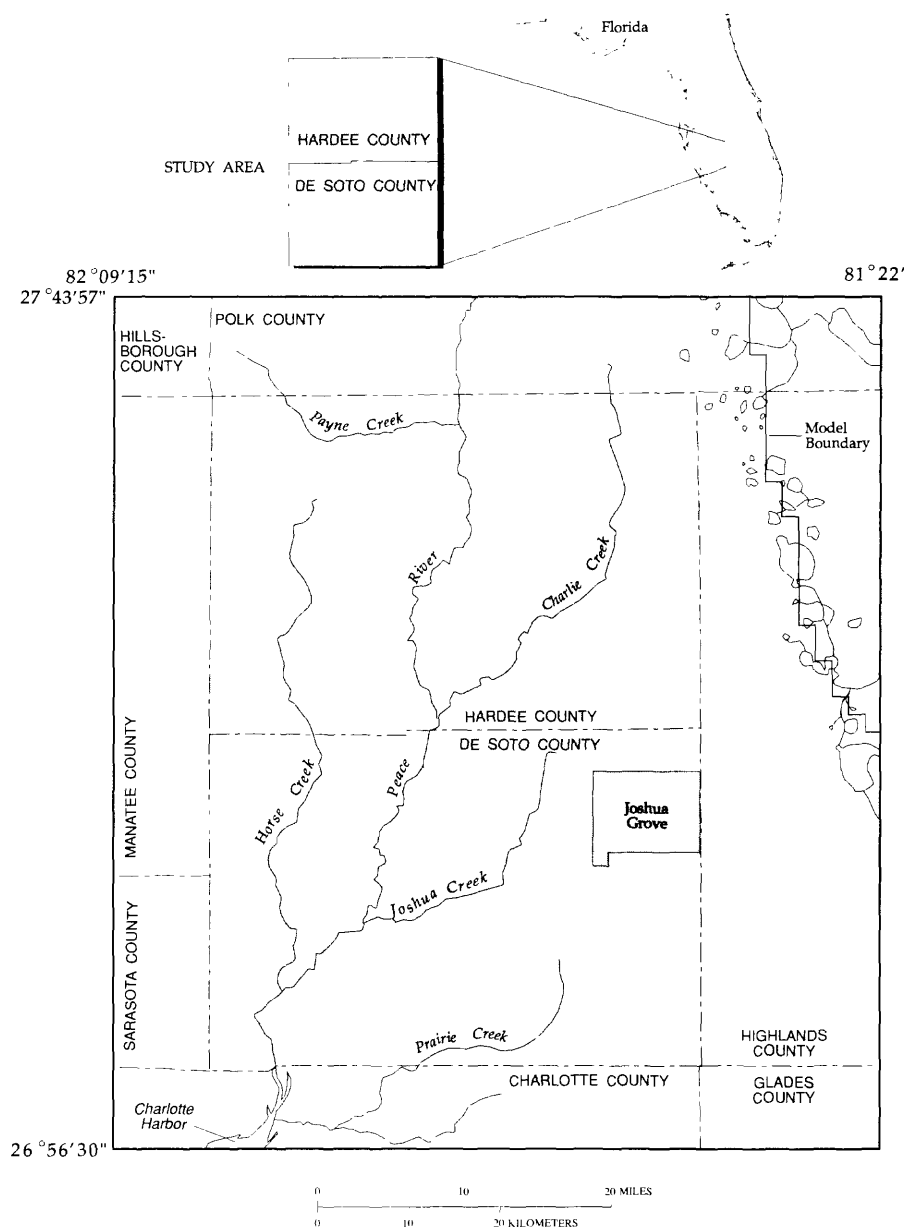 Florida
HARDEE COUNTY
STUDY AREA
DE SOTO COUNTY
82°09'15"
81°22'
27°43'57"
POLK COUNTY
HILLS-
BOROUGH
COUNTY
Payne Creek
Model
Boundary
River
Charlie Creek
HARDEE COUNTY
DE SOTO COUNTY
MANATEE COUNTY
Horse Creek
Peace
Joshua
Grove
Joshua Creek
SARASOTA COUNTY
Prairie Creek
HIGHLANDS
COUNTY
CHARLOTTE COUNTY
GLADES
COUNTY
Charlotte
Harbor
26°56'30"
0 10 20 MILES
0 10 20 KILOMETERS